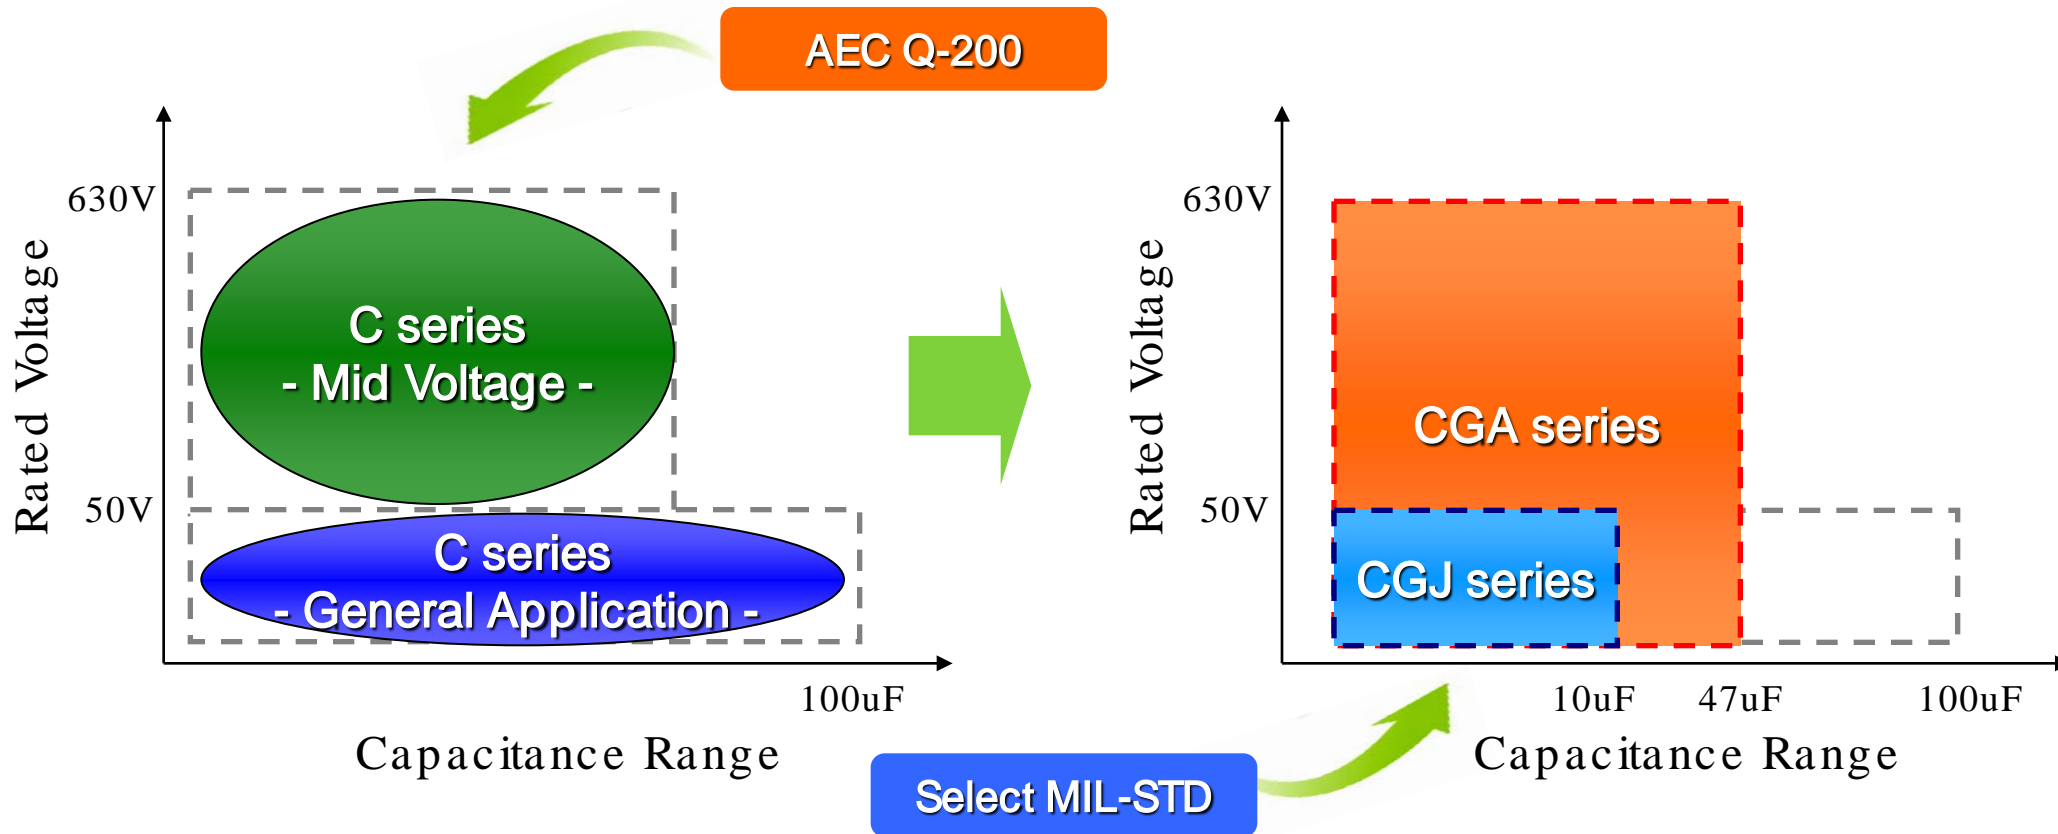 AEC Q-200
630V
50V
Rated Voltage
C series
- Mid Voltage -
C series
- General Application -
100uF
Capacitance Range
630V
50V
Rated Voltage
CGA series
CGJ series
10uF
47uF
100uF
Capacitance Range
Select MIL-STD